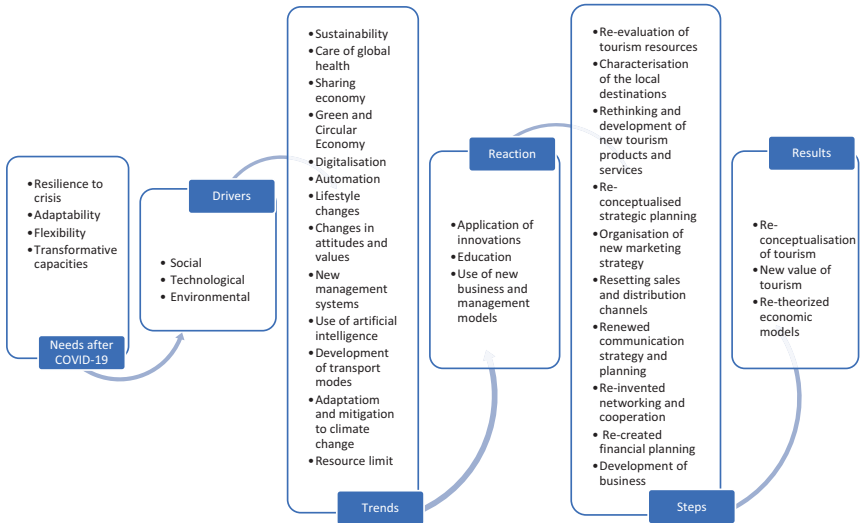 •Resilience to
crisis
•Adaptability
•Flexibility
•Transformative
capacities
Needs after
COVID-19
Drivers
• Social
• Technological
• Environmental
•Sustainability
•Care of global
health
•Sharing
economy
•Green and
Circular
Economy
•Digitalisation
•Automation
•Lifestyle
changes
•Changes in
attitudes and
values
•New
management
systems
•Use of artificial
intelligence
•Development
of transport
modes
•Adaptatiom and
mitigation to
climate
change
•Resource limit
Trends
Reaction
•Application of
innovations
•Education
•Use of new
business and
management
models
•Re-evaluation of
tourism resources
•Characterisation
of the local
destinations
•Rethinking and
development of
new tourism
products and
services
•Re-
conceptualised
strategic planning
•Organisation of
new marketing
strategy
•Resetting sales
and distribution
channels
•Renewed
communication
strategy and
planning
•Re-invented
networking and
cooperation
• Re-created
financial planning
•Development of
business
Steps
Results
•Re-
conceptualisation
of tourism
•New value of
tourism
•Re-theorized
economic
models